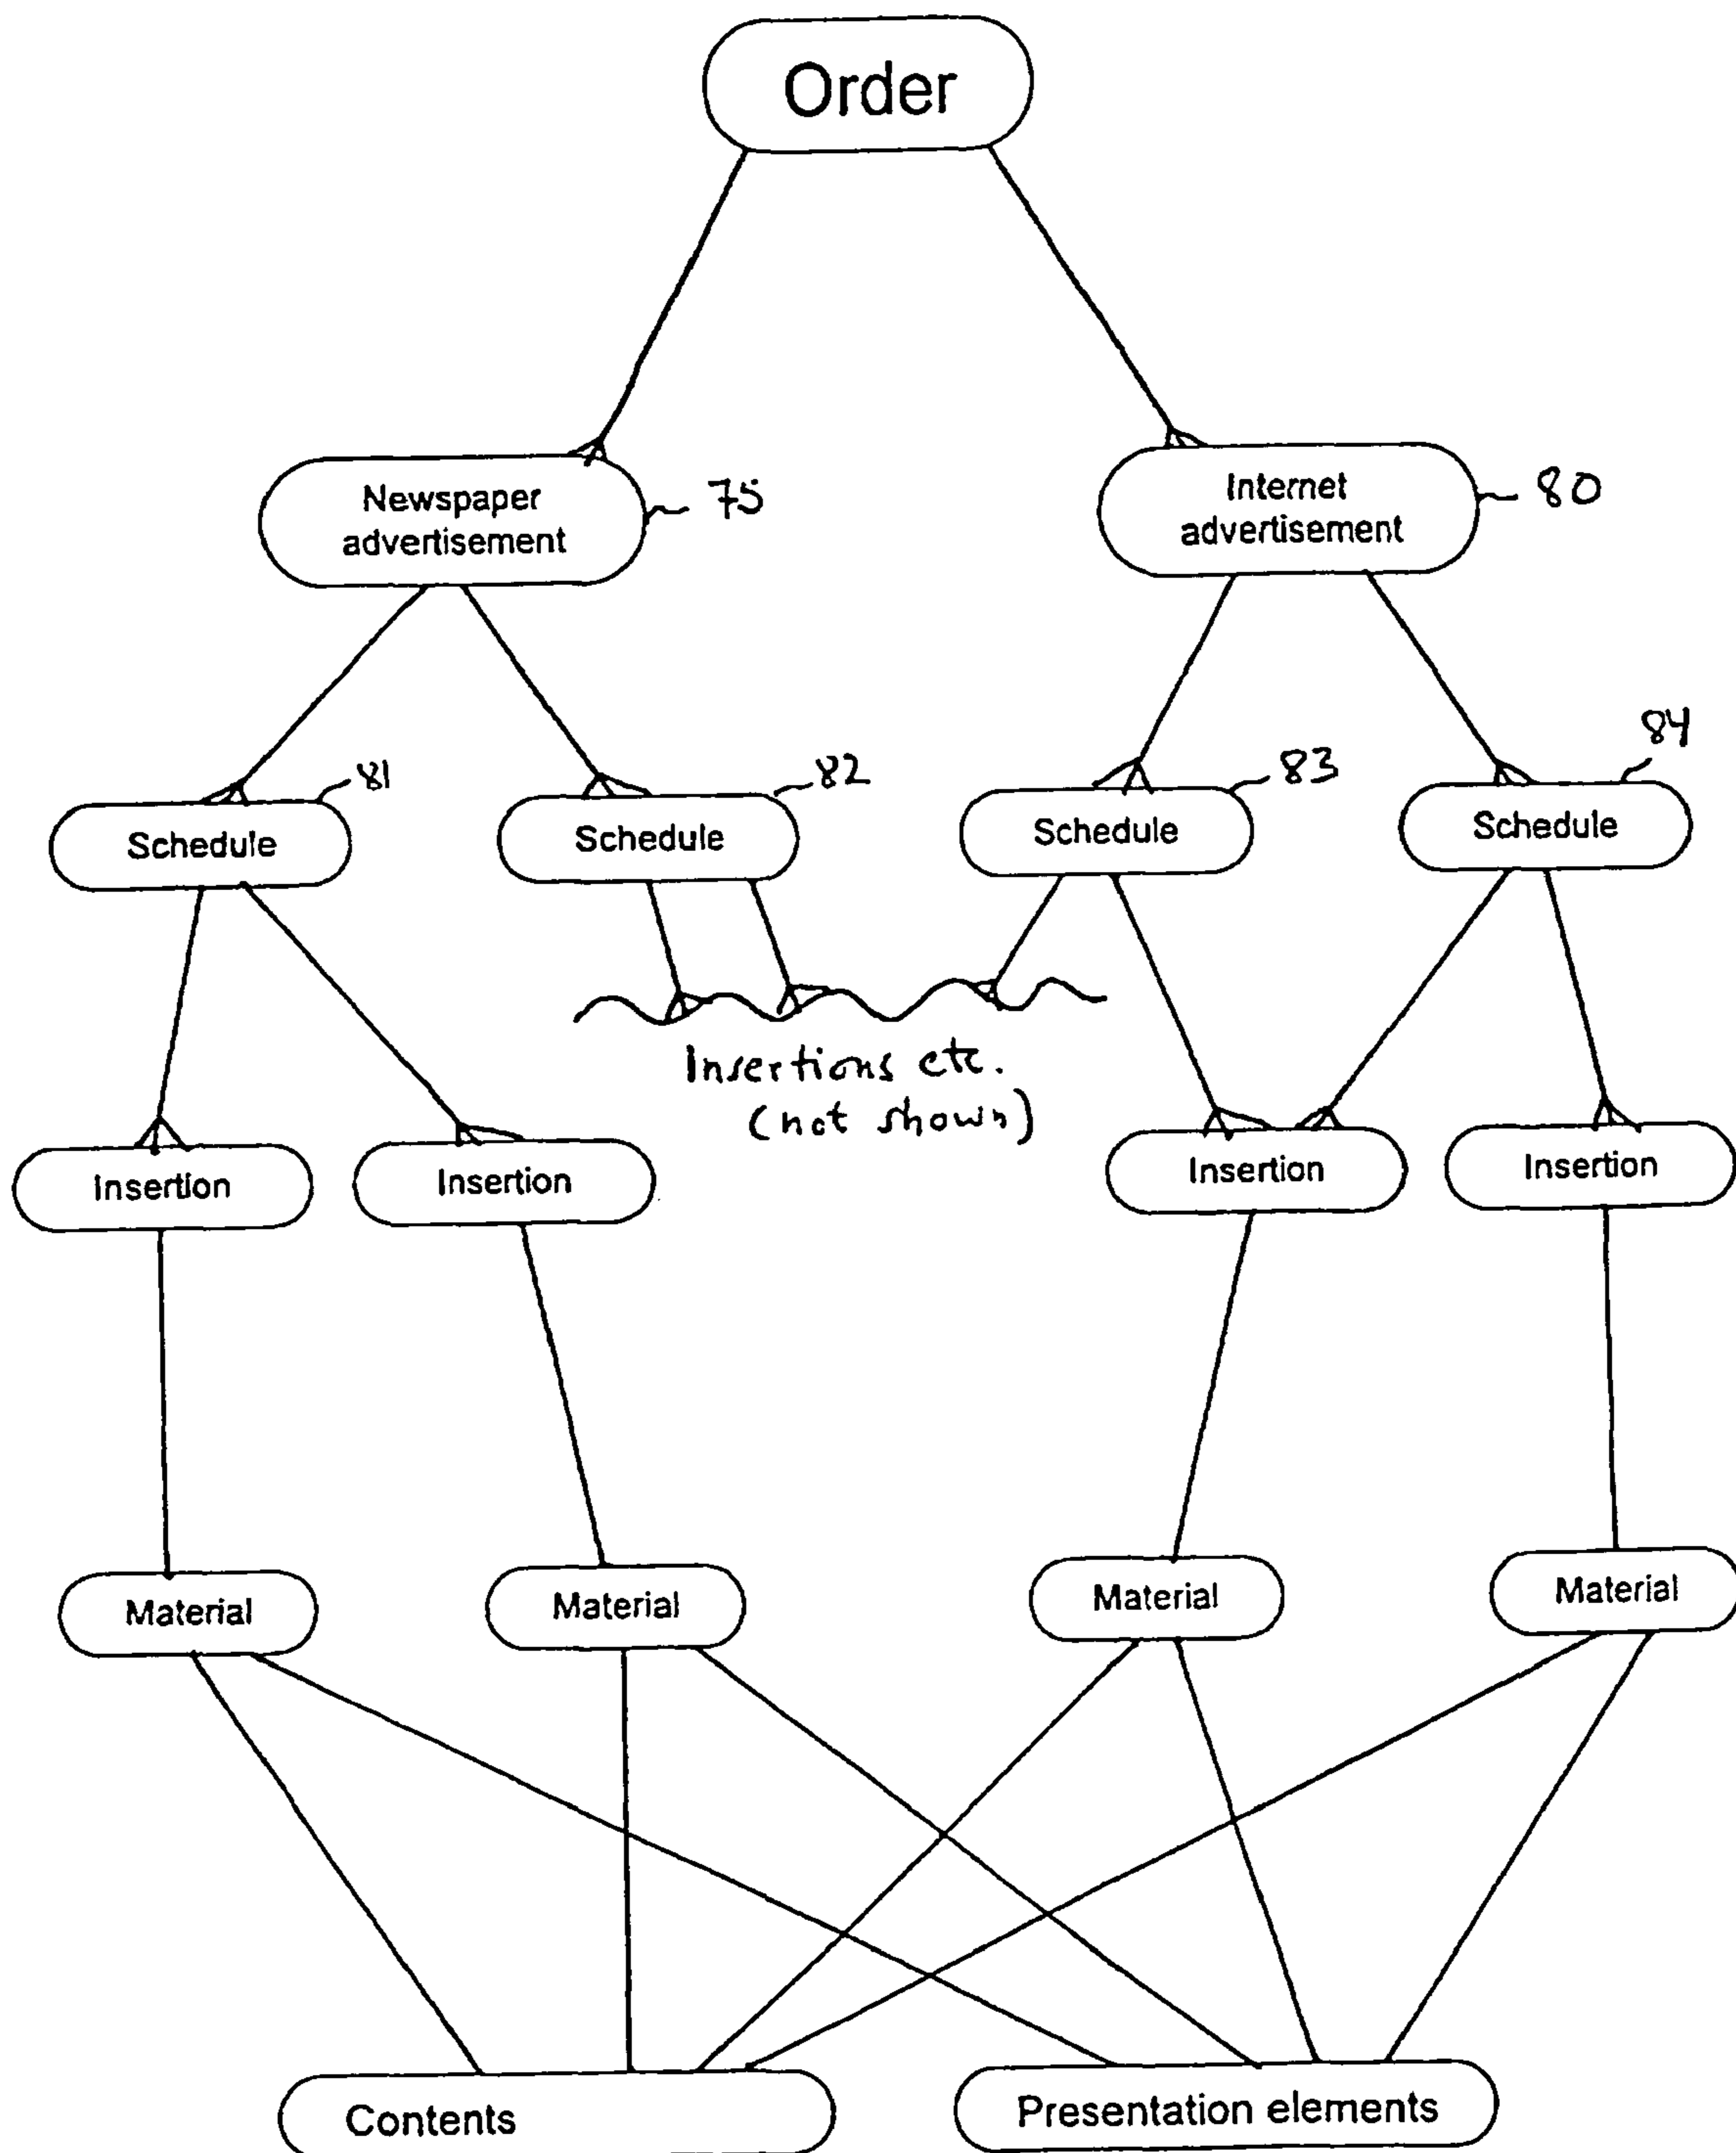 Order
Newspaper
advertisement
75
Internet
advertisement
80
81
82
83
84
Schedule
Schedule
Schedule
Schedule
Insertions etc.
(not shown)
Insertion
Insertion
Insertion
Insertion
Material
Material
Material
Material
Contents
Presentation elements